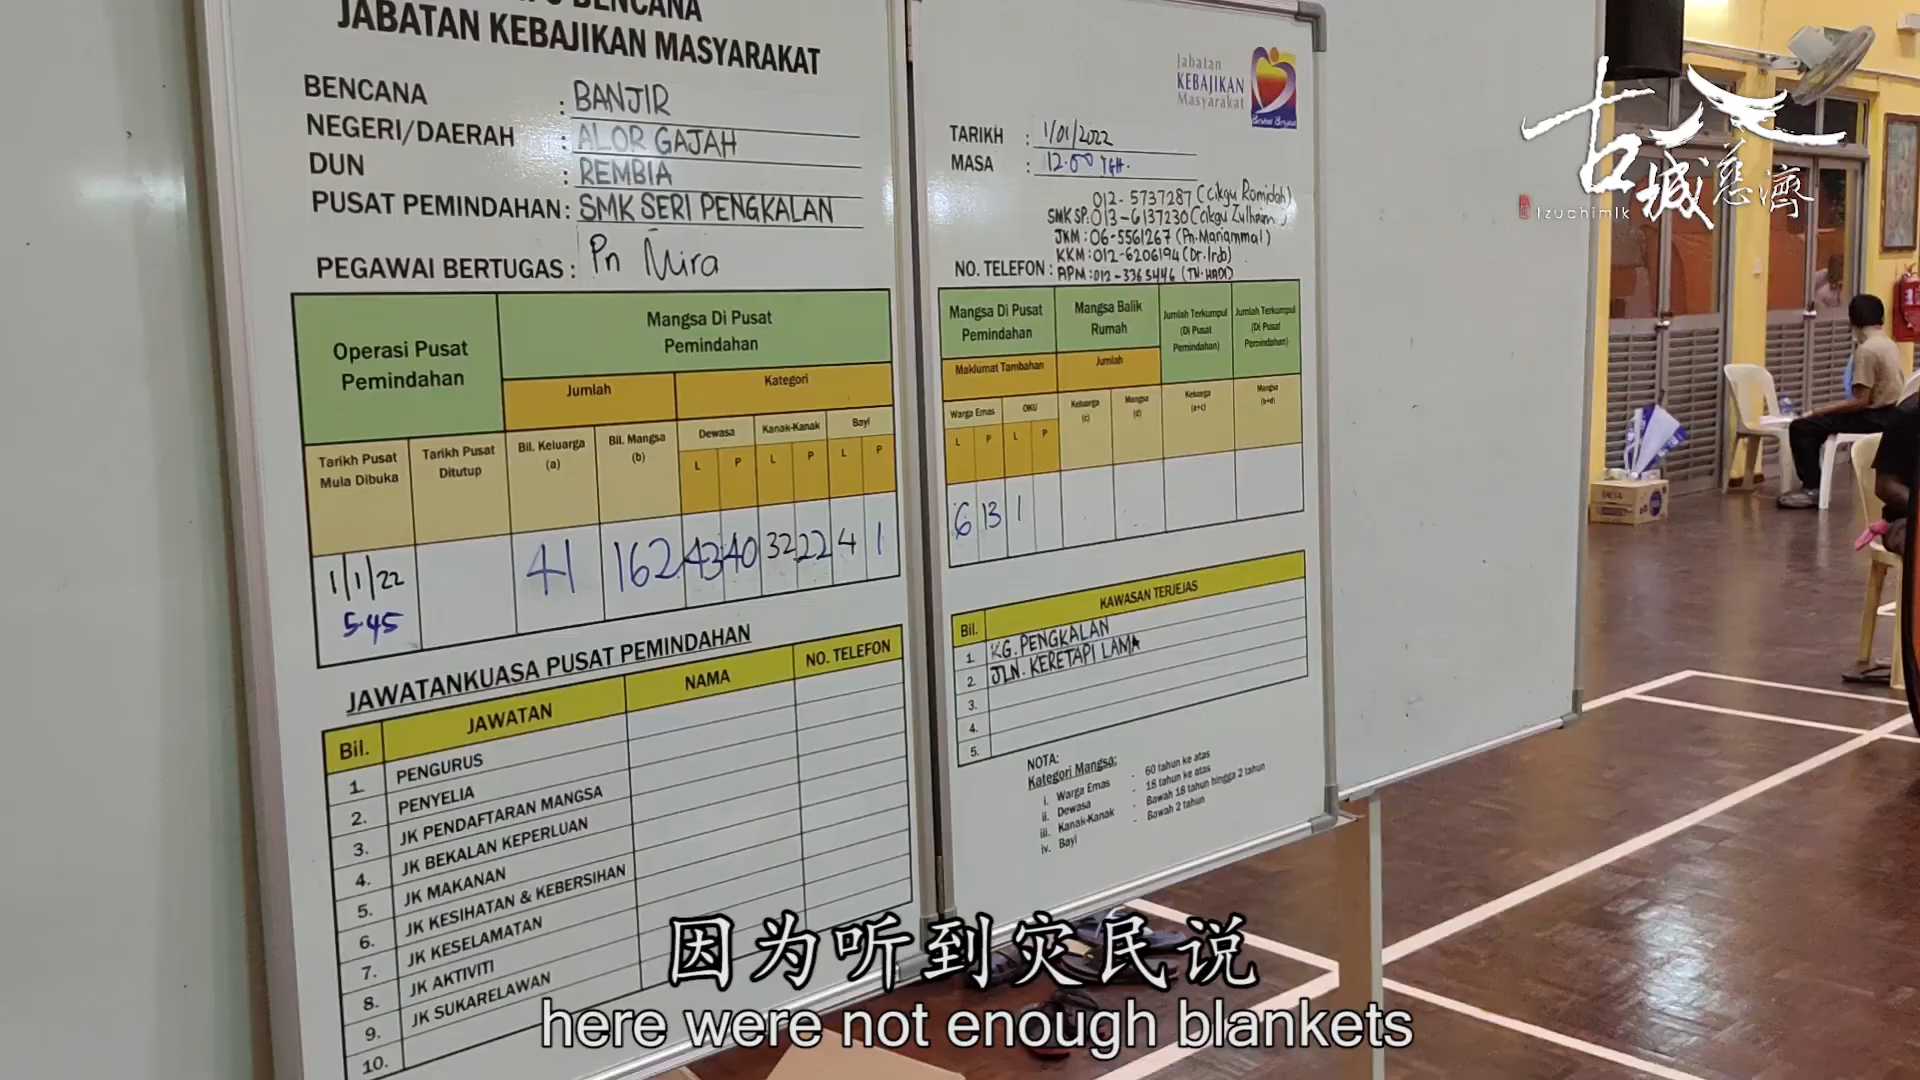 BENCANA
JABATAN KEBAJIKAN MASYARAKAT
BENCANA : BANJIR
NEGERI/DAERAH : ALOR GAJAH
DUN : REMBIA
PUSAT PEMINDAHAN : SMK SERI PENGKALAN
PEGAWAI BERTUGAS : Pn Mira
Operasi Pusat Pemindahan
Mangsa Di Pusat Pemindahan
Jumlah
Kategori
Tarikh Pusat Mula Dibuka
Tarikh Pusat Ditutup
Bil. Keluarga (a)
Bil. Mangsa (b)
Dewasa
Kanak-Kanak
Bayi
L P L P L P
1/1/22 41 162 43 40 32 22 4 1
5.45
JAWATANKUASA PUSAT PEMINDAHAN
Bil. JAWATAN NAMA NO. TELEFON
1. PENGURUS
2. PENYELIA
3. JK PENDAFTARAN MANGSA
4. JK BEKALAN KEPERLUAN
5. JK MAKANAN
6. JK KESIHATAN & KEBERSIHAN
7. JK KESELAMATAN
8. JK AKTIVITI
9. JK SUKARELAWAN
10.
Jabatan
KEBAJIKAN
Masyarakat
TARIKH : 1/01/2022
MASA : 12.00 TGH.
012-5737287 (Cikgu Romidah)
SMK SP: 013-6137230 (Cikgu Zulham)
JKM : 06-5561267 (Pn. Mariammal)
KKM : 012-6206194 (Dr. Irdo)
NO. TELEFON : APM : 012-3363446 (TN. HADI)
Mangsa Di Pusat Pemindahan
Mangsa Balik Rumah
Jumlah Terkumpul (Di Pusat Pemindahan)
Jumlah Terkumpul (Di Pusat Pemindahan)
Maklumat Tambahan
Jumlah
Warga Emas
OKU
Keluarga (c)
Mangsa (d)
Keluarga (a+c)
Mangsa (b+d)
L P L P
6 13 1
Bil. KAWASAN TERJEJAS
1. KG. PENGKALAN
2. JLN. KERETAPI LAMA
3.
4.
5.
NOTA:
Kategori Mangsa:
i. Warga Emas - 60 tahun ke atas
ii. Dewasa - 18 tahun ke atas
iii. Kanak-Kanak - Bawah 18 tahun hingga 2 tahun
iv. Bayi - Bawah 2 tahun
古城慈濟
tzuchimlk
因为听到灾民说
here were not enough blankets